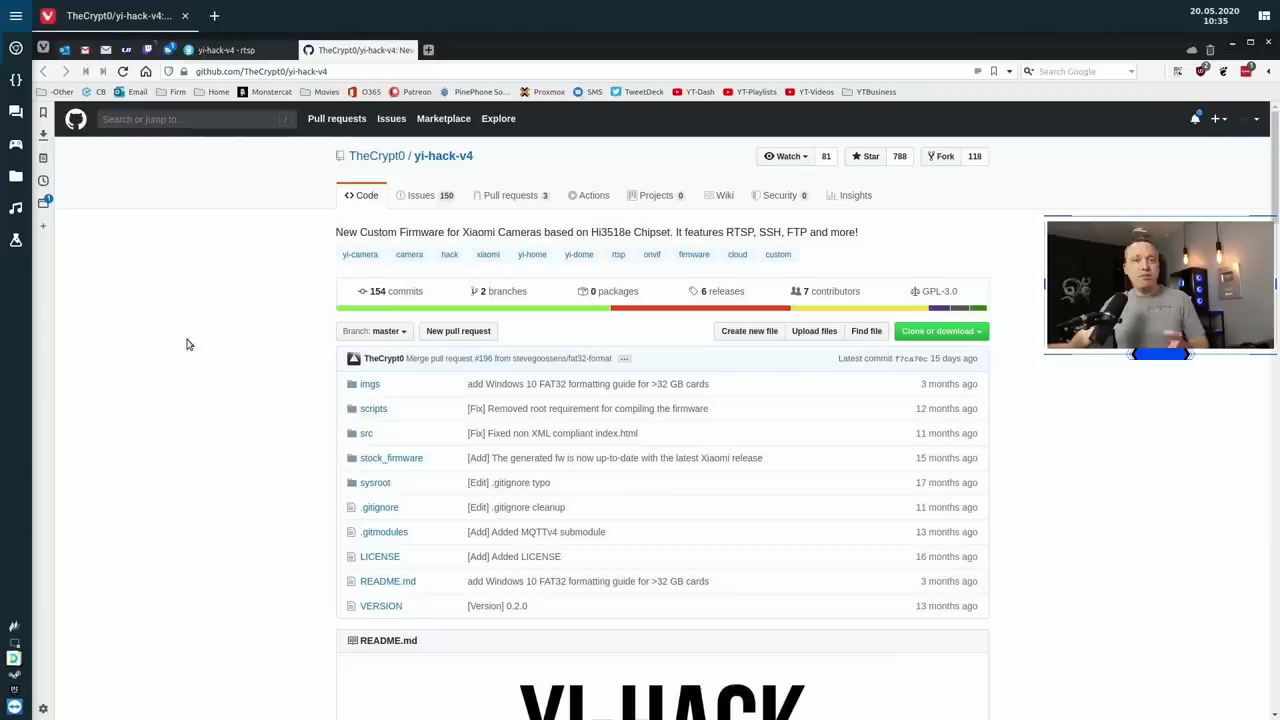 TheCrypt0/yi-hack-v4:...
20.05.2020
10:35
yi-hack-v4 - rtsp
TheCrypt0/yi-hack-v4: Nev
github.com/TheCrypt0/yi-hack-v4
Search Google
2
1
-Other
CB
Email
Firm
Home
Monstercat
Movies
O365
Patreon
PinePhone So...
Proxmox
SMS
TweetDeck
YT-Dash
YT-Playlists
YT-Videos
YTBusiness
Search or jump to...
/
Pull requests
Issues
Marketplace
Explore
TheCrypt0 / yi-hack-v4
Watch
81
Star
788
Fork
118
Code
Issues 150
Pull requests 3
Actions
Projects 0
Wiki
Security 0
Insights
New Custom Firmware for Xiaomi Cameras based on Hi3518e Chipset. It features RTSP, SSH, FTP and more!
yi-camera
camera
hack
xiaomi
yi-home
yi-dome
rtsp
onvif
firmware
cloud
custom
154 commits
2 branches
0 packages
6 releases
7 contributors
GPL-3.0
Branch: master
New pull request
Create new file
Upload files
Find file
Clone or download
TheCrypt0 Merge pull request #196 from stevegoossens/fat32-format ...
Latest commit f7ca70c 15 days ago
imgs
add Windows 10 FAT32 formatting guide for >32 GB cards
3 months ago
scripts
[Fix] Removed root requirement for compiling the firmware
12 months ago
src
[Fix] Fixed non XML compliant index.html
11 months ago
stock_firmware
[Add] The generated fw is now up-to-date with the latest Xiaomi release
15 months ago
sysroot
[Edit] .gitignore typo
17 months ago
.gitignore
[Edit] .gitignore cleanup
11 months ago
.gitmodules
[Add] Added MQTTv4 submodule
13 months ago
LICENSE
[Add] Added LICENSE
16 months ago
README.md
add Windows 10 FAT32 formatting guide for >32 GB cards
3 months ago
VERSION
[Version] 0.2.0
13 months ago
README.md
YI-HACK